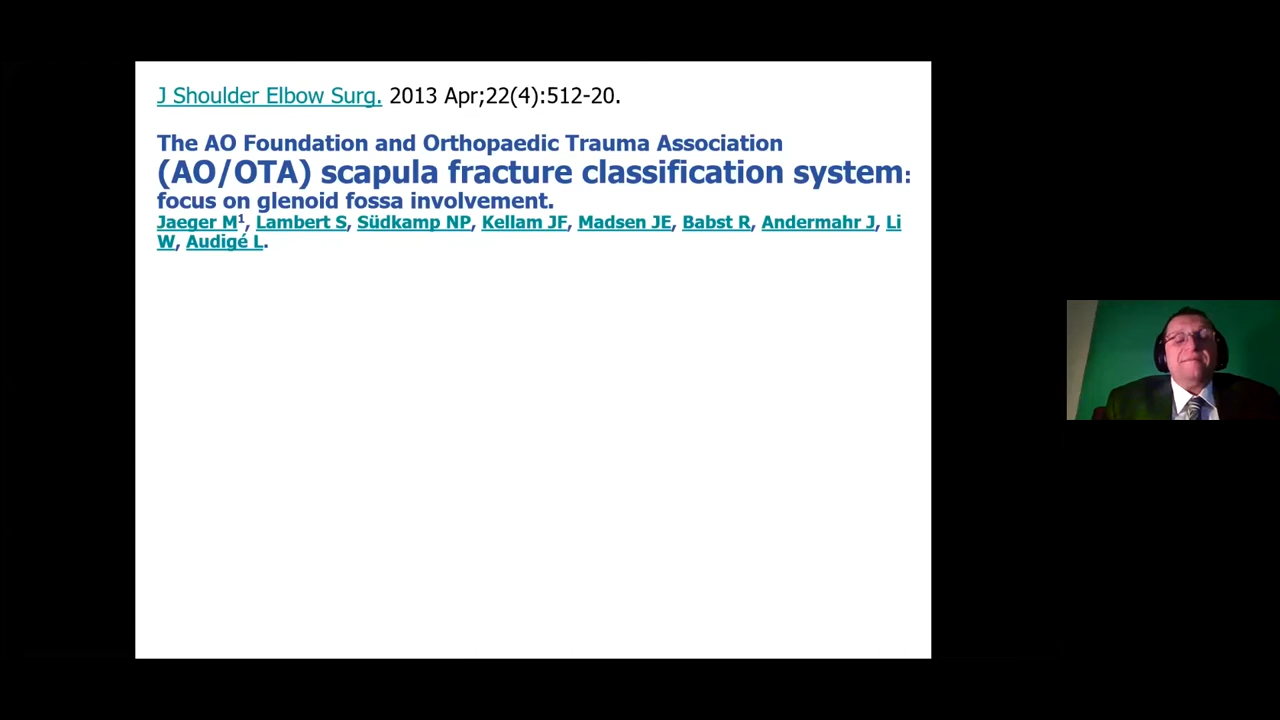 J Shoulder Elbow Surg. 2013 Apr;22(4):512-20.
The AO Foundation and Orthopaedic Trauma Association
(AO/OTA) scapula fracture classification system:
focus on glenoid fossa involvement.
Jaeger M¹, Lambert S, Südkamp NP, Kellam JF, Madsen JE, Babst R, Andermahr J, Li
W, Audigé L.